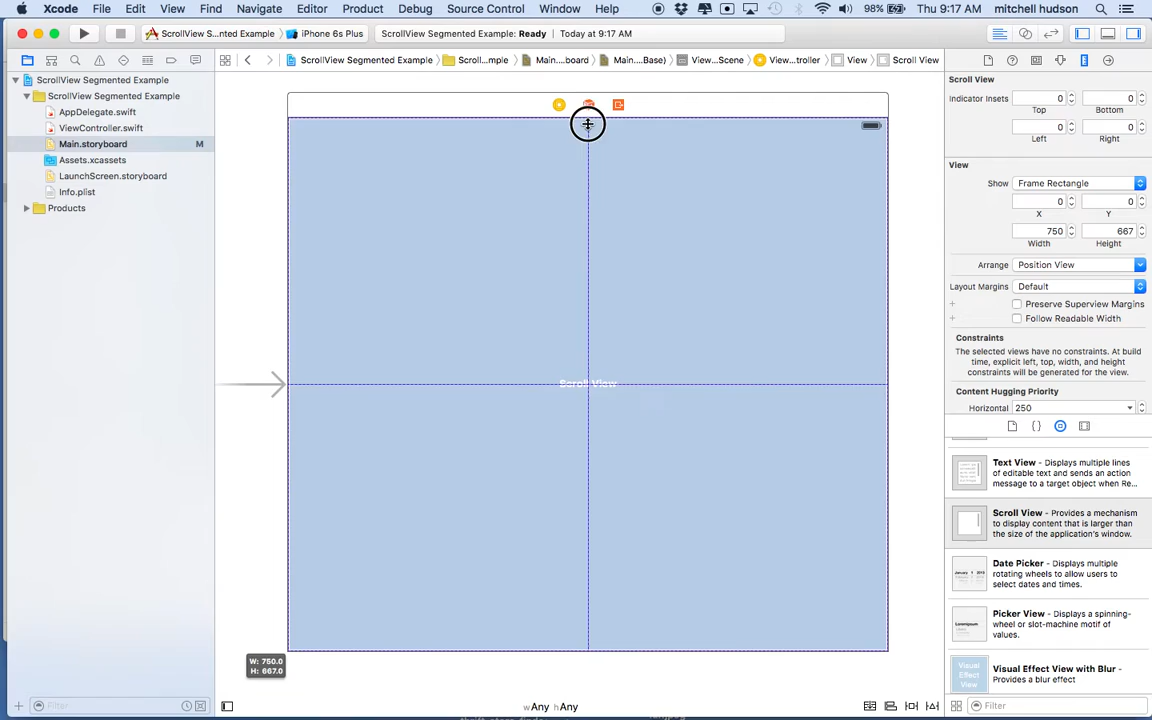 Xcode File Edit View Find Navigate Editor Product Debug Source Control Window Help 98% Thu 9:17 AM mitchell hudson
ScrollView S...nted Example iPhone 6s Plus ScrollView Segmented Example: Ready Today at 9:17 AM
ScrollView Segmented Example Scroll...mple Main....board Main...(Base) View...Scene View...troller View Scroll View
ScrollView Segmented Example
ScrollView Segmented Example
AppDelegate.swift
ViewController.swift
Main.storyboard M
Assets.xcassets
LaunchScreen.storyboard
Info.plist
Products
Scroll View
W: 750.0
H: 667.0
Filter
wAny hAny
Scroll View
Indicator Insets 0 0
Top Bottom
0 0
Left Right
View
Show Frame Rectangle
0 0
X Y
750 667
Width Height
Arrange Position View
Layout Margins Default
+ Preserve Superview Margins
+ Follow Readable Width
Constraints
The selected views have no constraints. At build
time, explicit left, top, width, and height
constraints will be generated for the view.
Content Hugging Priority
Horizontal 250
{ }
Text View - Displays multiple lines
of editable text and sends an action
message to a target object when Re...
Scroll View - Provides a mechanism
to display content that is larger than
the size of the application's window.
Date Picker - Displays multiple
rotating wheels to allow users to
select dates and times.
Picker View - Displays a spinning-
wheel or slot-machine motif of
values.
Visual
Effect
View
Visual Effect View with Blur -
Provides a blur effect
Filter